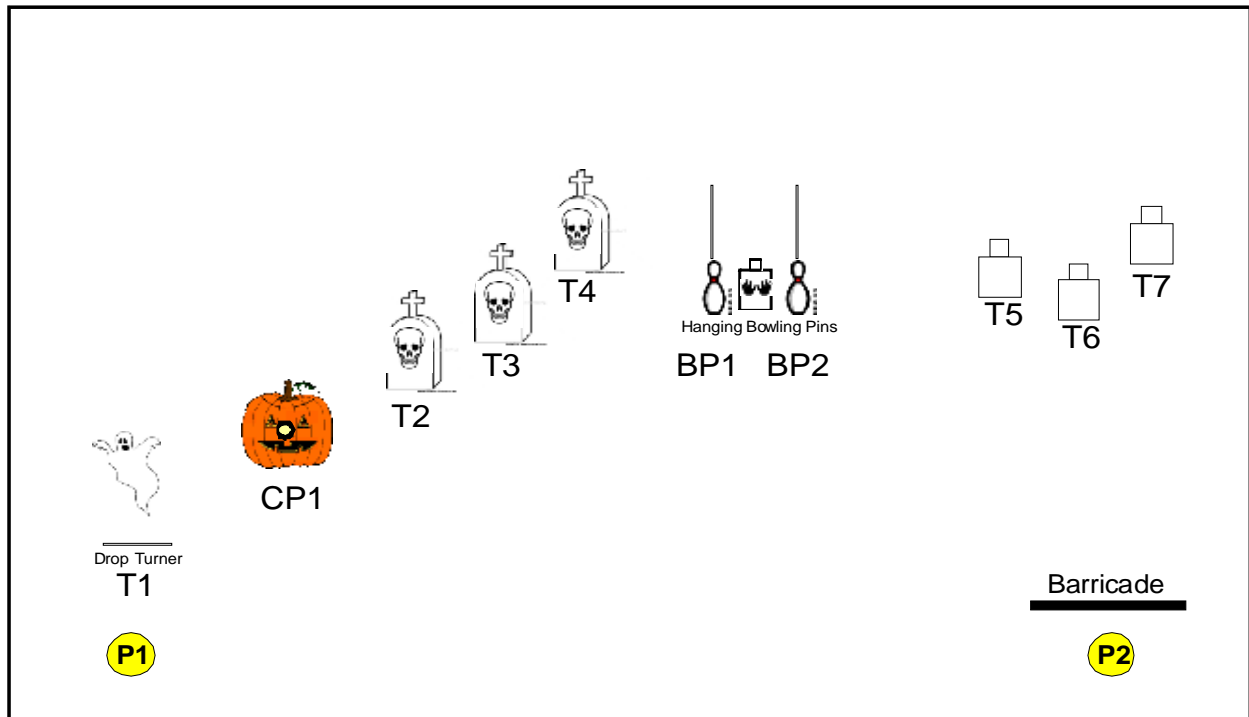 T4
T7
Hanging Bowling Pins
T5
T6
T3
BP1
BP2
T2
CP1
Drop Turner
T1
Barricade
P1
P2